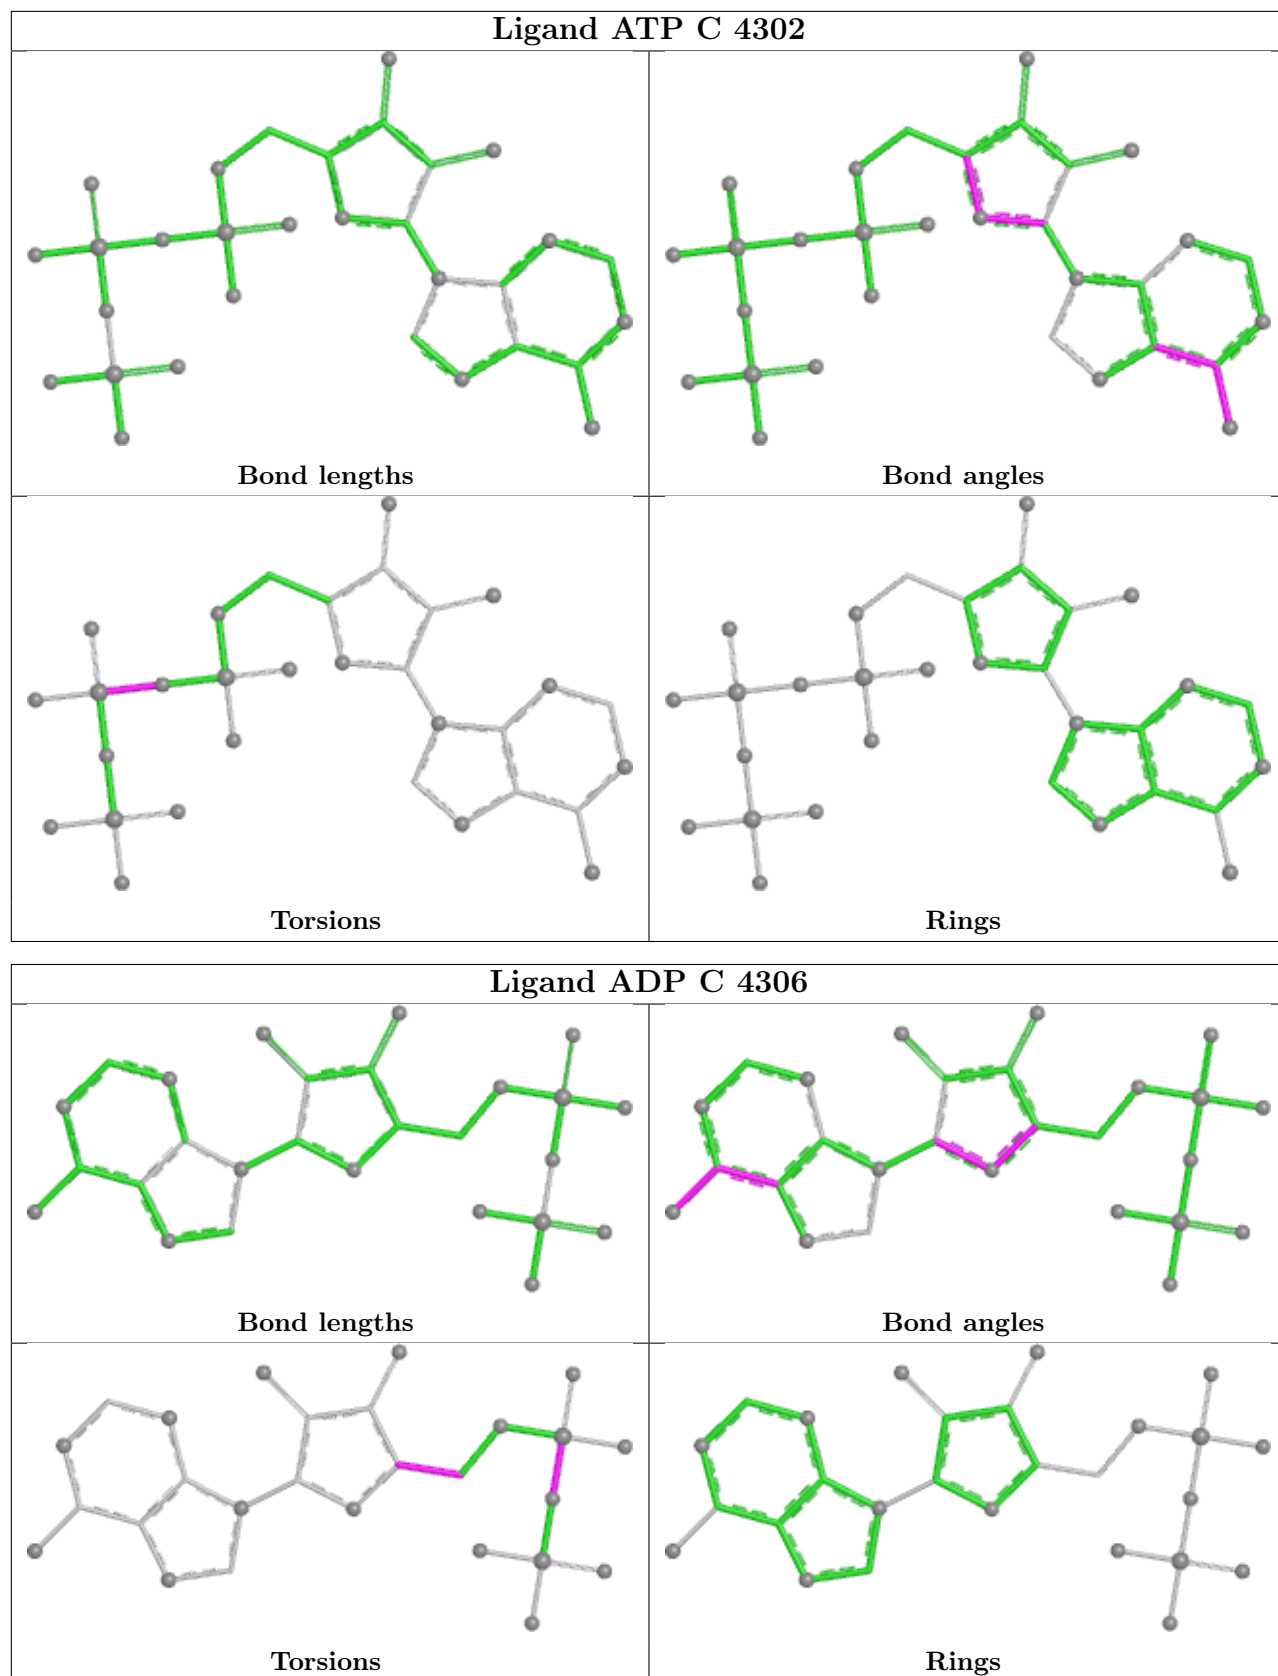 Ligand ATP C 4302
Bond lengths
Bond angles
Torsions
Rings
Ligand ADP C 4306
Bond lengths
Bond angles
Torsions
Rings